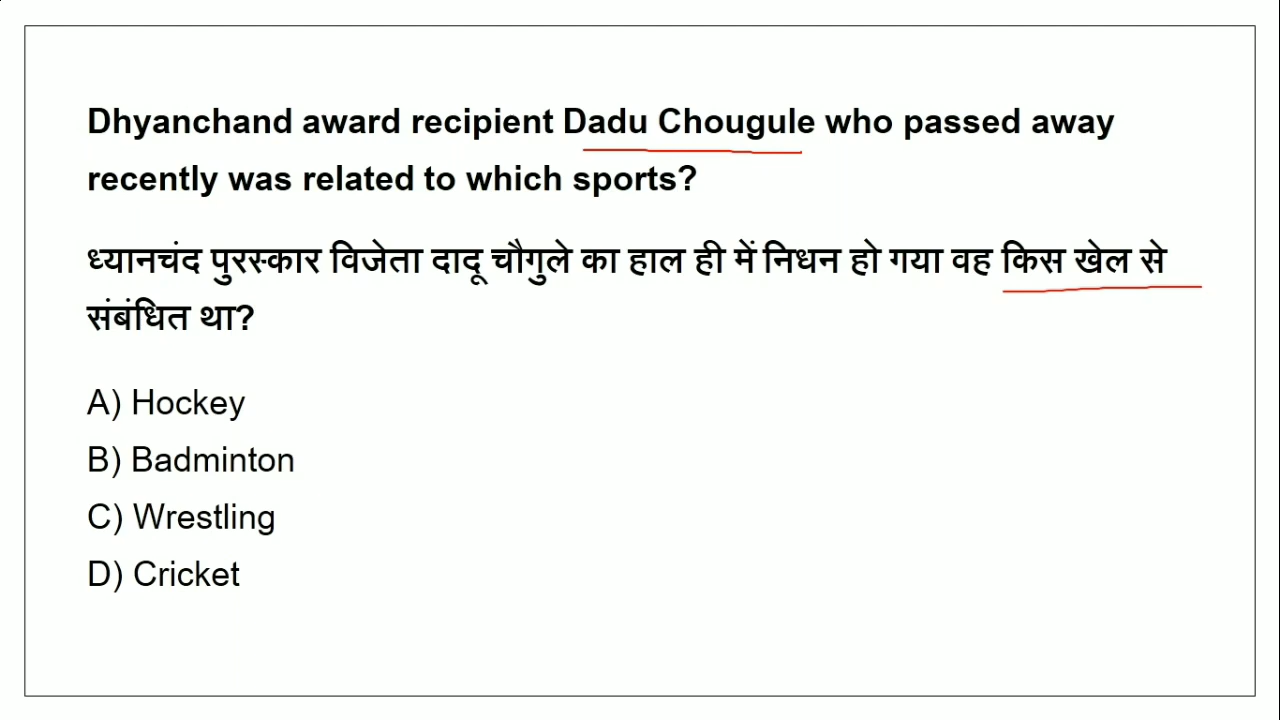 Dhyanchand award recipient Dadu Chougule who passed away
recently was related to which sports?
ध्यानचंद पुरस्कार विजेता दादू चौगुले का हाल ही में निधन हो गया वह किस खेल से
संबंधित था?
A) Hockey
B) Badminton
C) Wrestling
D) Cricket